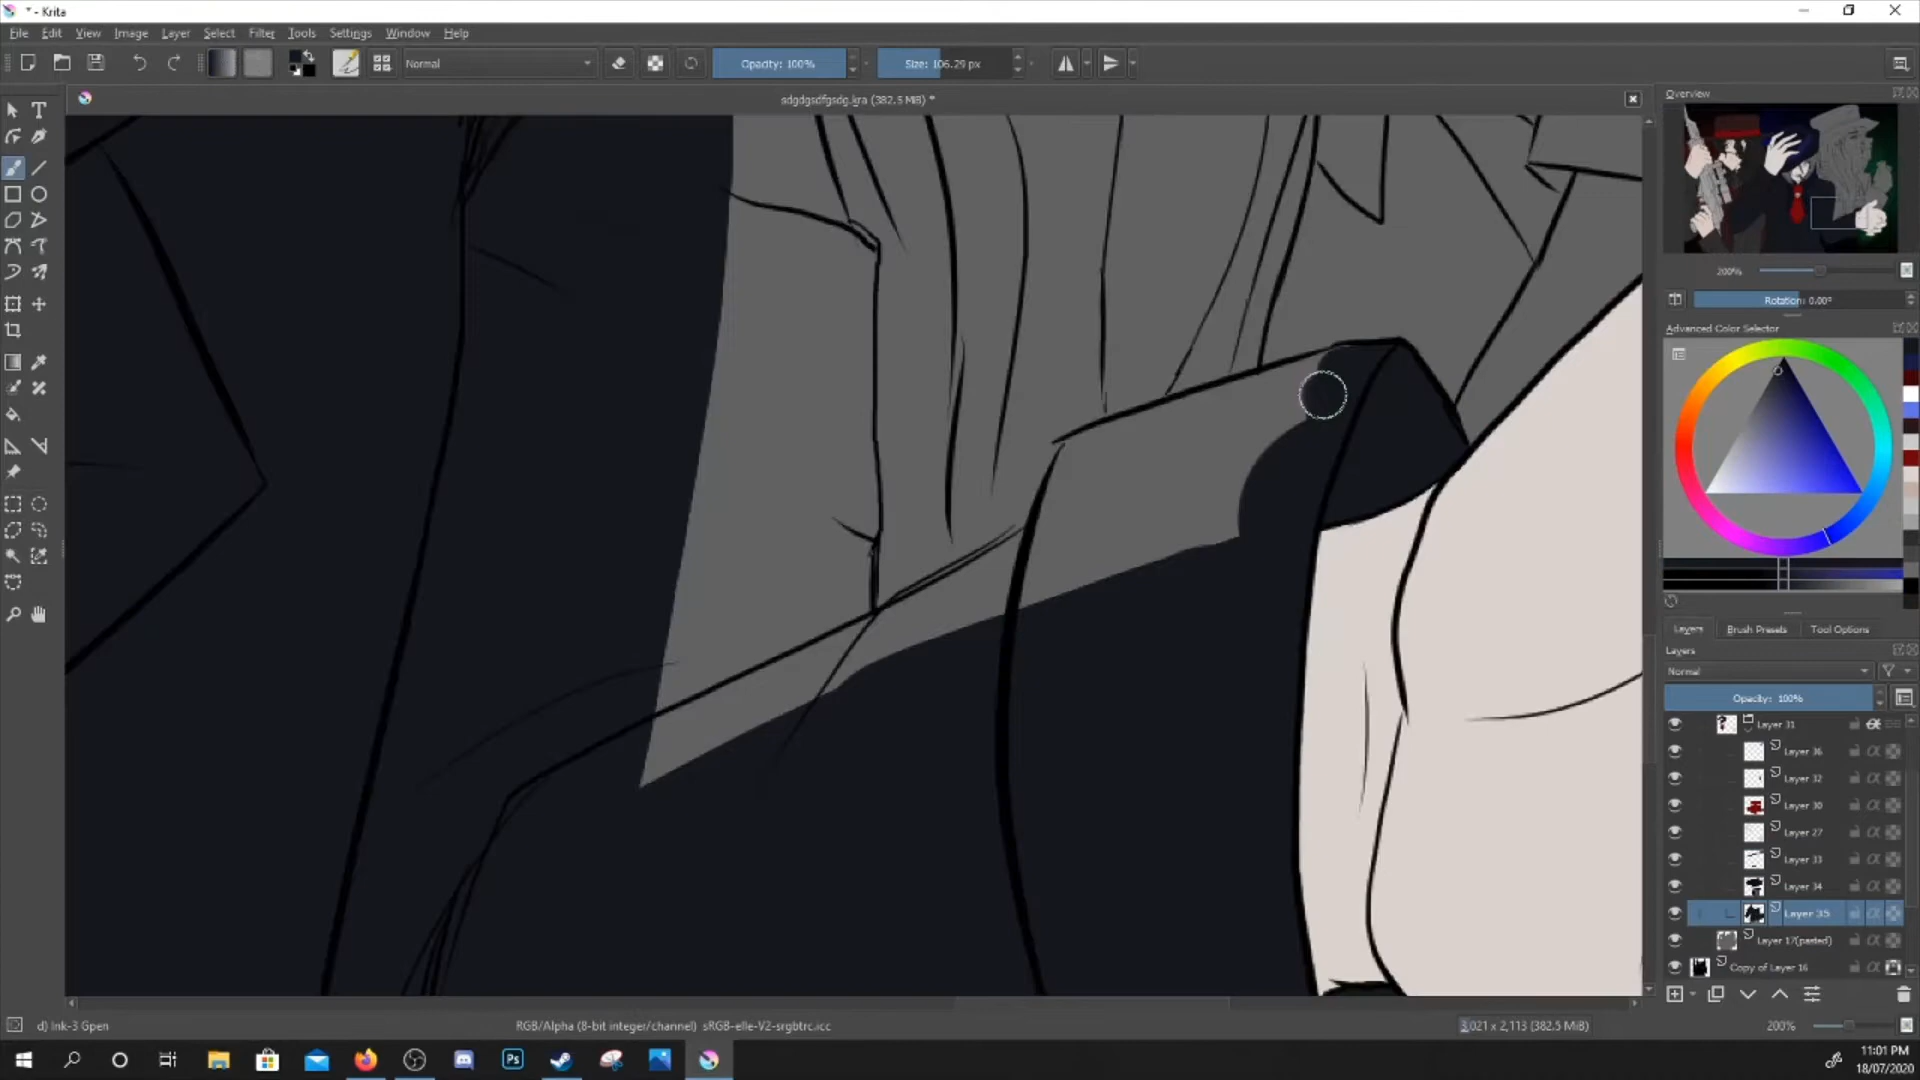 * - Krita
File Edit View Image Layer Select Filter Tools Settings Window Help
Normal
Opacity: 100%
Size: 106.29 px
sdgdgsdfgsdg.kra (382.5 MiB) *
Overview
200%
Rotation: 0.00°
Advanced Color Selector
Layers Brush Presets Tool Options
Layers
Normal
Opacity: 100%
Layer 31
Layer 36
Layer 32
Layer 30
Layer 27
Layer 33
Layer 34
Layer 35
Layer 17(pasted)
Copy of Layer 16
d) Ink-3 Gpen
RGB/Alpha (8-bit integer/channel) sRGB-elle-V2-srgbtrc.icc
3,021 x 2,113 (382.5 MiB)
200%
Ps
11:01 PM
18/07/2020